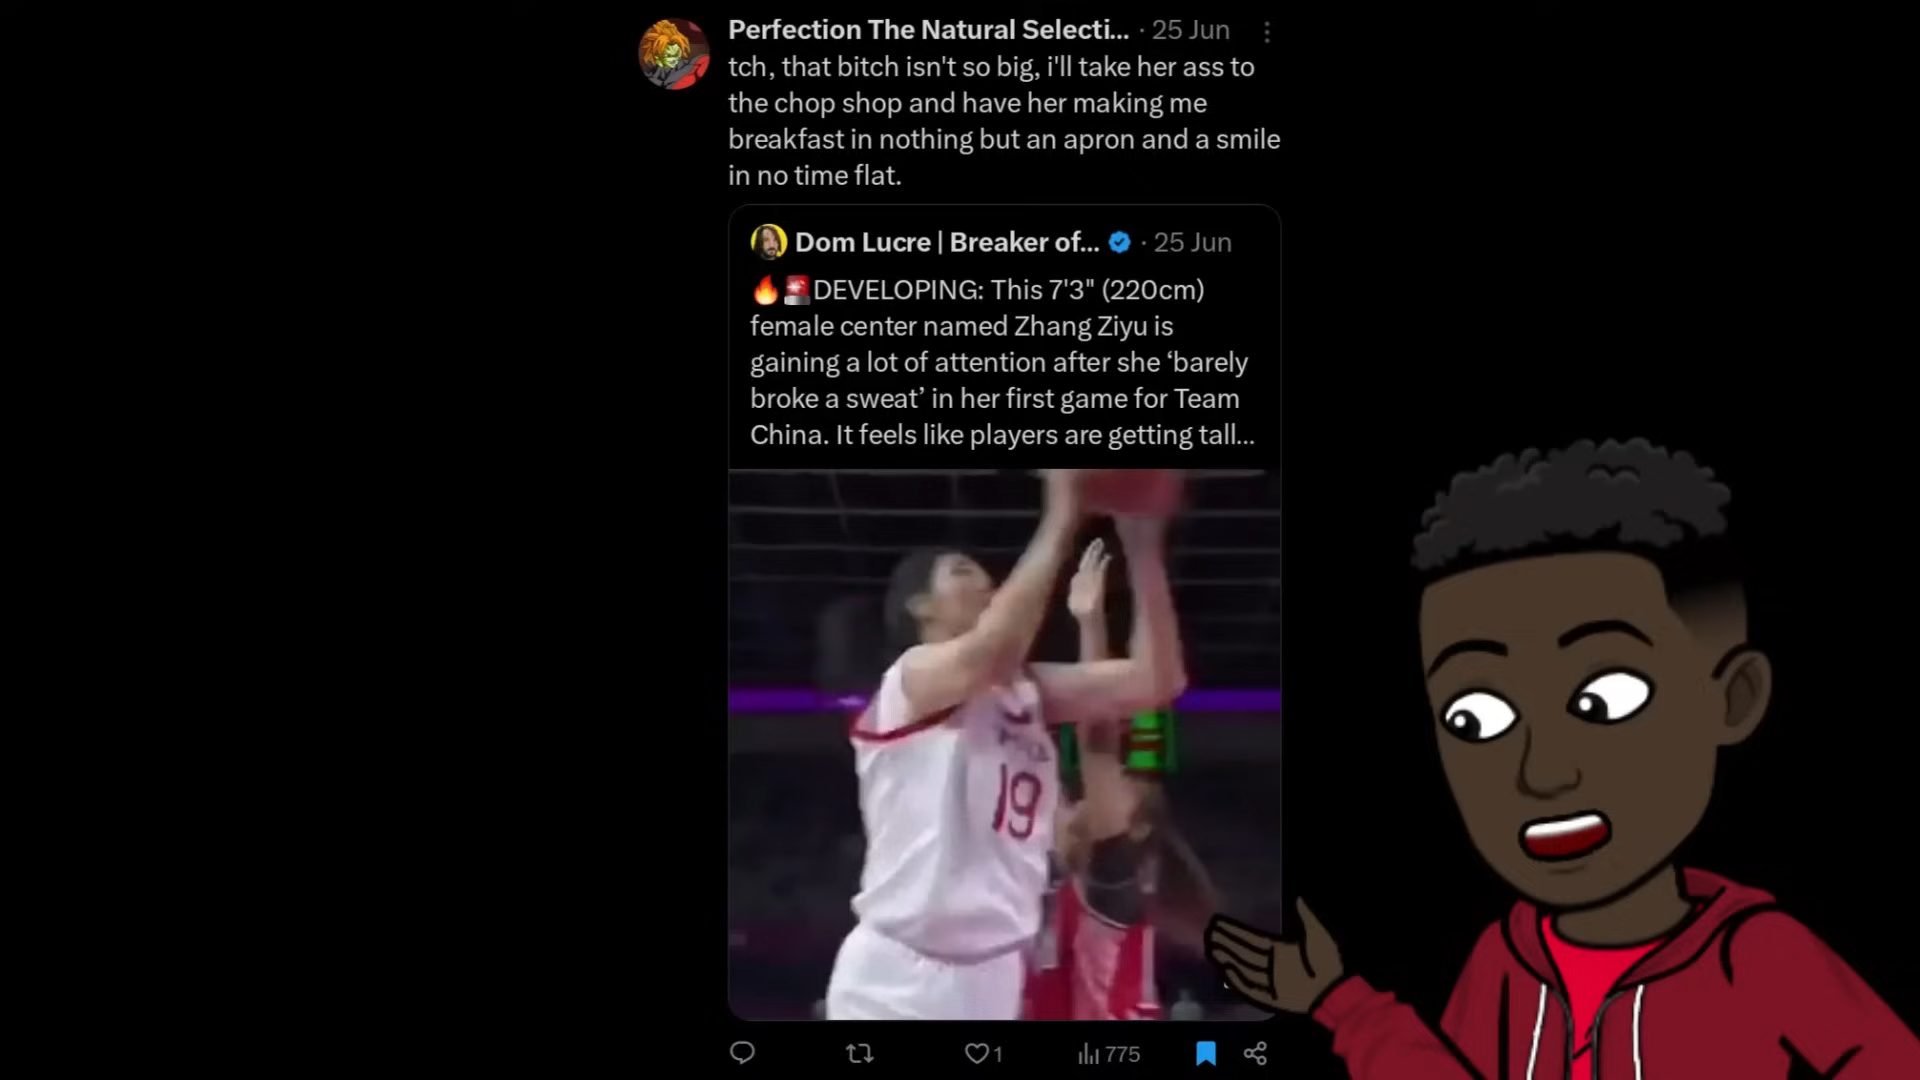 Perfection The Natural Selecti... · 25 Jun
tch, that bitch isn't so big, i'll take her ass to
the chop shop and have her making me
breakfast in nothing but an apron and a smile
in no time flat.
Dom Lucre | Breaker of... · 25 Jun
🔥🚨DEVELOPING: This 7'3" (220cm)
female center named Zhang Ziyu is
gaining a lot of attention after she ‘barely
broke a sweat’ in her first game for Team
China. It feels like players are getting tall...
19
1
775